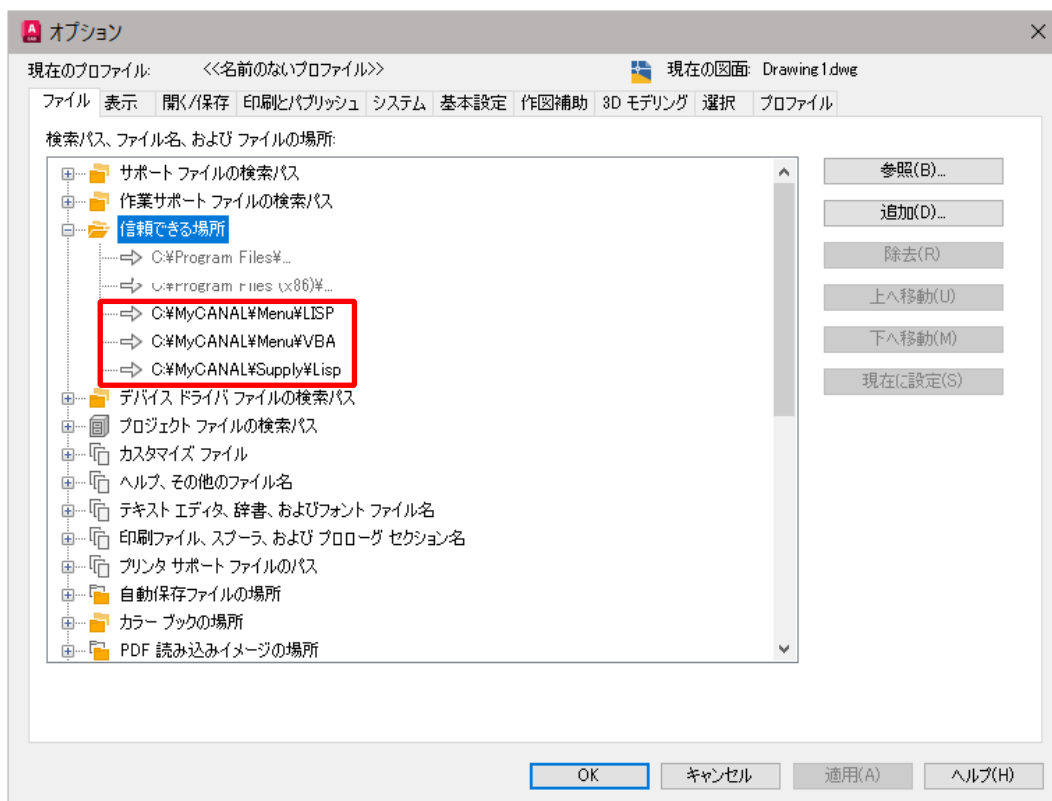 オプション
現在のプロファイル: <<名前のないプロファイル>> 現在の図面: Drawing1.dwg
ファイル 表示 開く/保存 印刷とパブリッシュ システム 基本設定 作図補助 3D モデリング 選択 プロファイル
検索パス、ファイル名、および ファイルの場所:
サポート ファイルの検索パス
作業サポート ファイルの検索パス
信頼できる場所
C:¥Program Files¥...
C:¥Program Files (x86)¥...
C:¥MyCANAL¥Menu¥LISP
C:¥MyCANAL¥Menu¥VBA
C:¥MyCANAL¥Supply¥Lisp
デバイス ドライバ ファイルの検索パス
プロジェクト ファイルの検索パス
カスタマイズ ファイル
ヘルプ、その他のファイル名
テキスト エディタ、辞書、およびフォント ファイル名
印刷ファイル、スプーラ、および プロローグ セクション名
プリンタ サポート ファイルのパス
自動保存ファイルの場所
カラー ブックの場所
PDF 読み込みイメージの場所
参照(B)...
追加(D)...
除去(R)
上へ移動(U)
下へ移動(M)
現在に設定(S)
OK キャンセル 適用(A) ヘルプ(H)